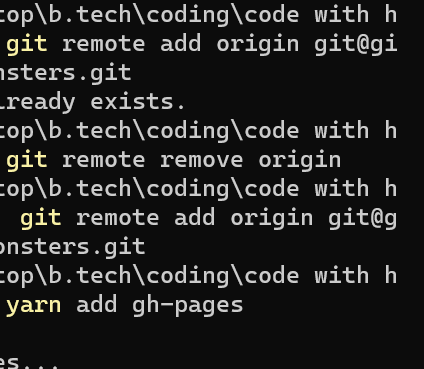 top\b.tech\coding\code with h
git remote add origin git@gi
nsters.git
lready exists.
top\b.tech\coding\code with h
git remote remove origin
top\b.tech\coding\code with h
git remote add origin git@g
onsters.git
top\b.tech\coding\code with h
yarn add gh-pages
es...